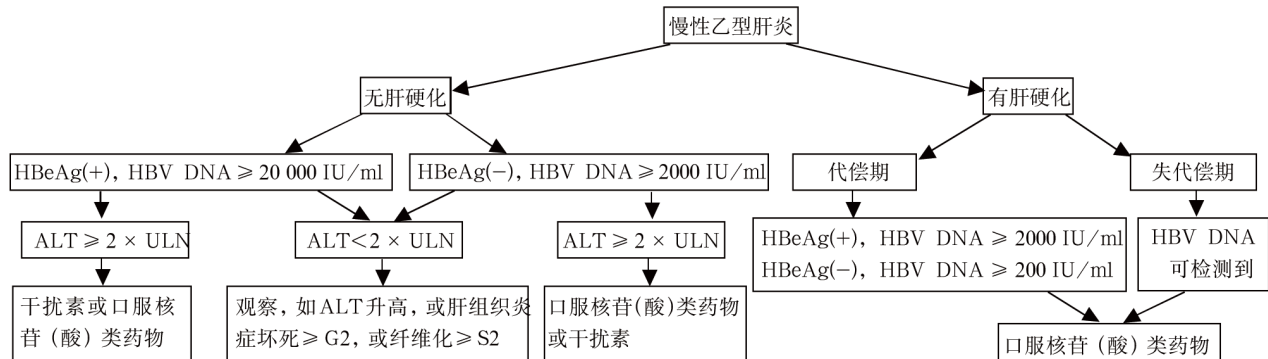 慢性乙型肝炎
无肝硬化
有肝硬化
HBeAg(+), HBV DNA ≥ 20 000 IU/ml
HBeAg(−), HBV DNA ≥ 2000 IU/ml
代偿期
失代偿期
ALT ≥ 2 × ULN
ALT<2 × ULN
ALT ≥ 2 × ULN
HBeAg(+), HBV DNA ≥ 2000 IU/ml
HBeAg(−), HBV DNA ≥ 200 IU/ml
HBV DNA
可检测到
干扰素或口服核
苷（酸）类药物
观察，如ALT升高，或肝组织炎
症坏死≥G2，或纤维化≥S2
口服核苷(酸)类药物
或干扰素
口服核苷（酸）类药物